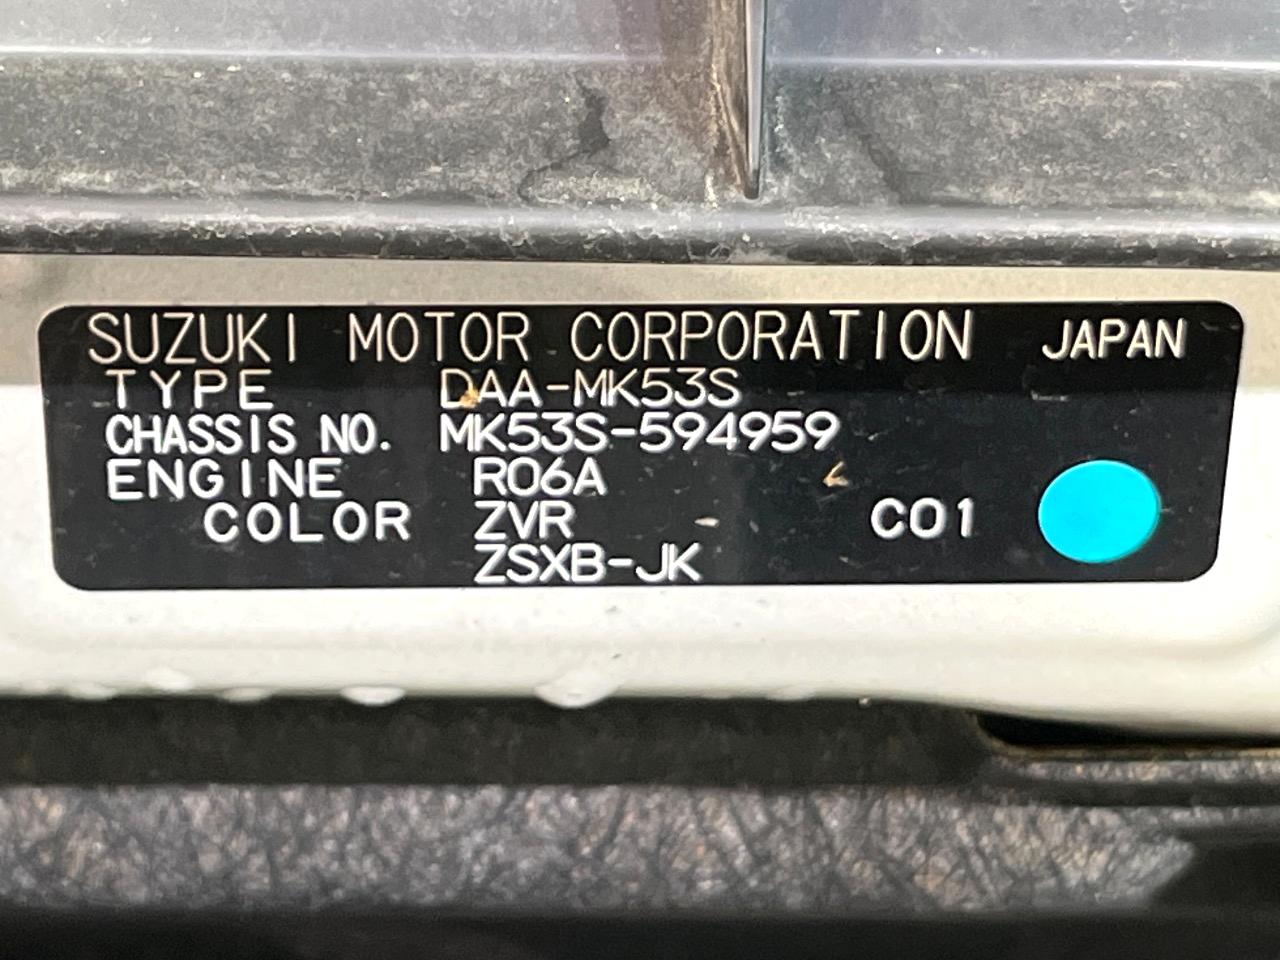 SUZUKI MOTOR CORPORATION JAPAN
TYPE DAA-MK53S
CHASSIS NO. MK53S-594959
ENGINE R06A
COLOR ZVR C01
ZSXB-JK